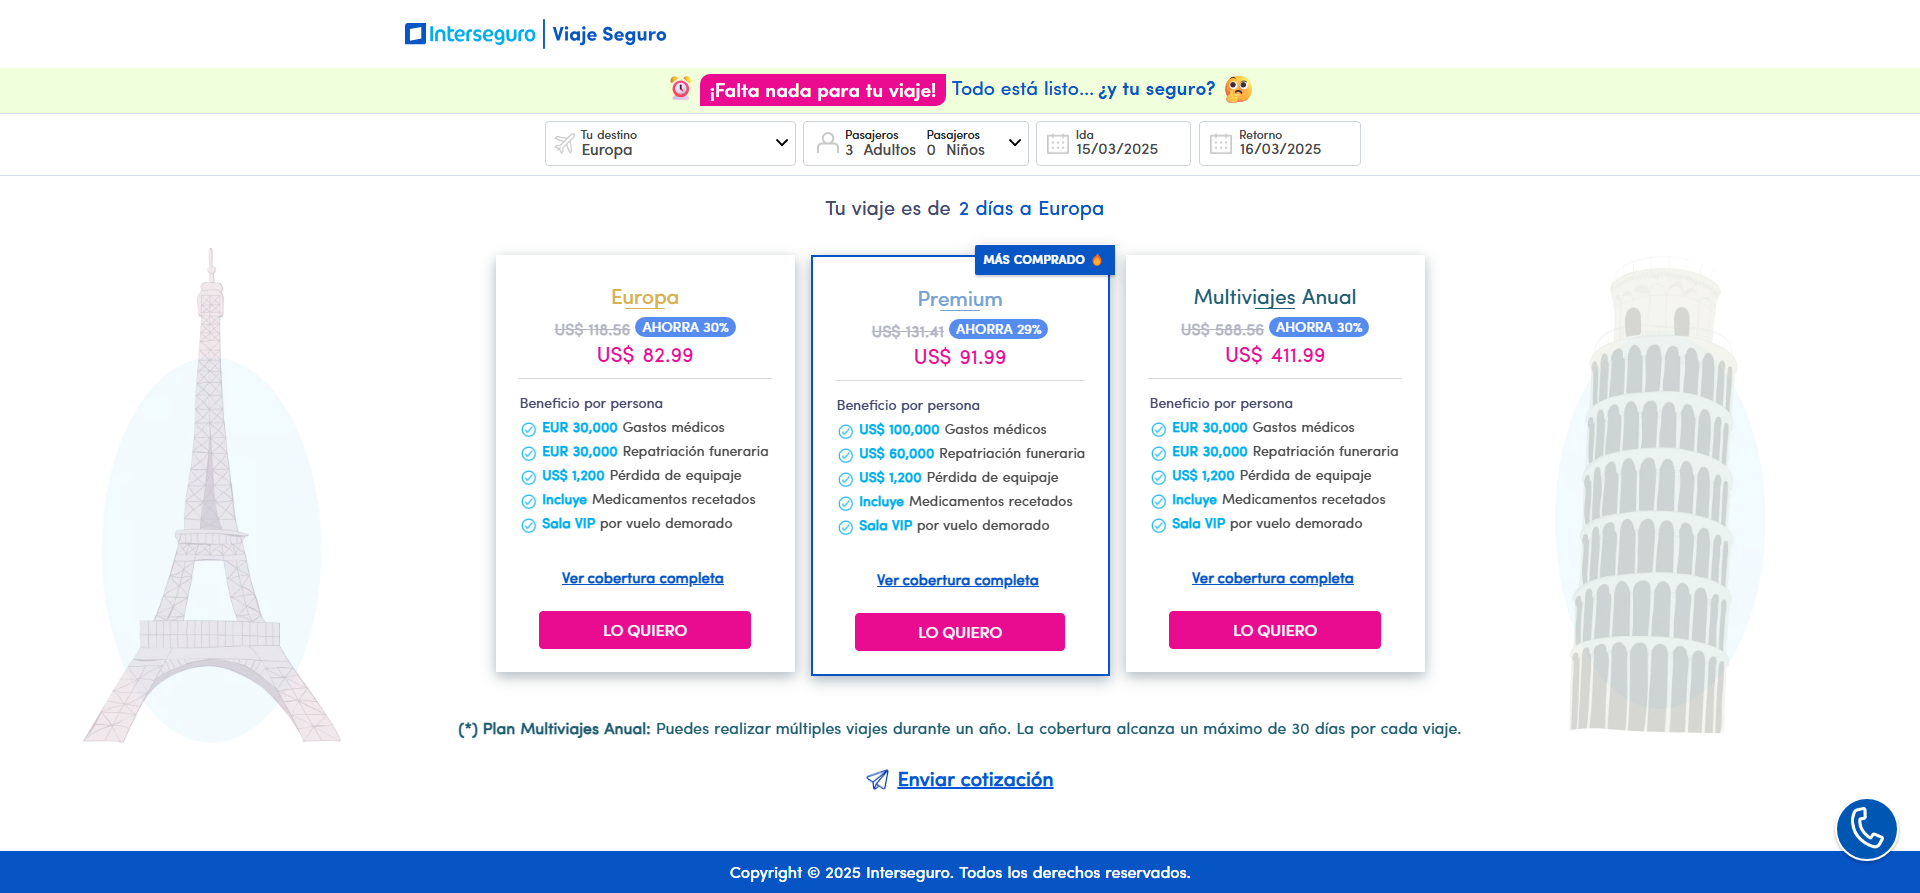 Interseguro | Viaje Seguro
¡Falta nada para tu viaje! Todo está listo... ¿y tu seguro?
Tu destino
Europa
Pasajeros Pasajeros
3 Adultos 0 Niños
Ida
15/03/2025
Retorno
16/03/2025
Tu viaje es de 2 días a Europa
Europa
US$ 118.56 AHORRA 30%
US$ 82.99
Beneficio por persona
EUR 30,000 Gastos médicos
EUR 30,000 Repatriación funeraria
US$ 1,200 Pérdida de equipaje
Incluye Medicamentos recetados
Sala VIP por vuelo demorado
Ver cobertura completa
LO QUIERO
MÁS COMPRADO
Premium
US$ 131.41 AHORRA 29%
US$ 91.99
Beneficio por persona
US$ 100,000 Gastos médicos
US$ 60,000 Repatriación funeraria
US$ 1,200 Pérdida de equipaje
Incluye Medicamentos recetados
Sala VIP por vuelo demorado
Ver cobertura completa
LO QUIERO
Multiviajes Anual
US$ 588.56 AHORRA 30%
US$ 411.99
Beneficio por persona
EUR 30,000 Gastos médicos
EUR 30,000 Repatriación funeraria
US$ 1,200 Pérdida de equipaje
Incluye Medicamentos recetados
Sala VIP por vuelo demorado
Ver cobertura completa
LO QUIERO
(*) Plan Multiviajes Anual: Puedes realizar múltiples viajes durante un año. La cobertura alcanza un máximo de 30 días por cada viaje.
Enviar cotización
Copyright © 2025 Interseguro. Todos los derechos reservados.